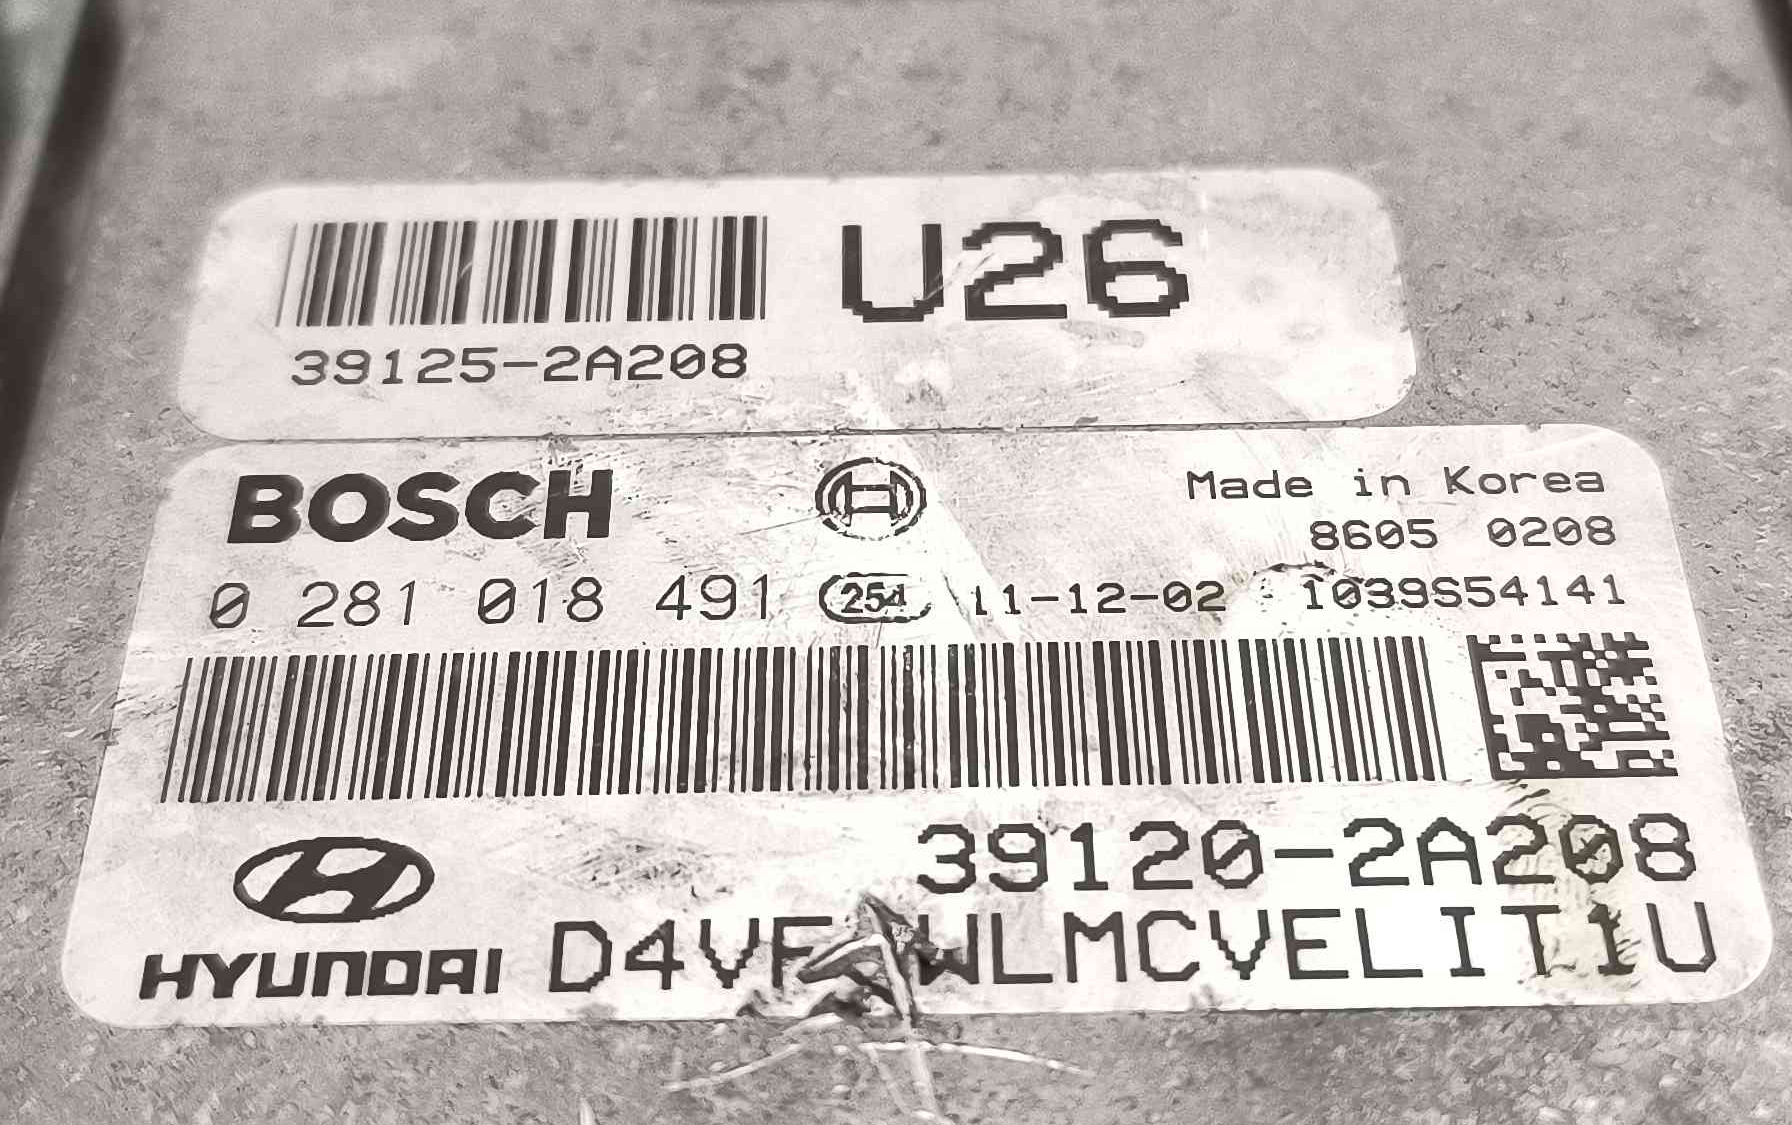 U26
39125-2A208
BOSCH
Made in Korea
8605 0208
0 281 018 491 254 11-12-02 1039S54141
39120-2A208
HYUNDAI
WLMCVELIT1U